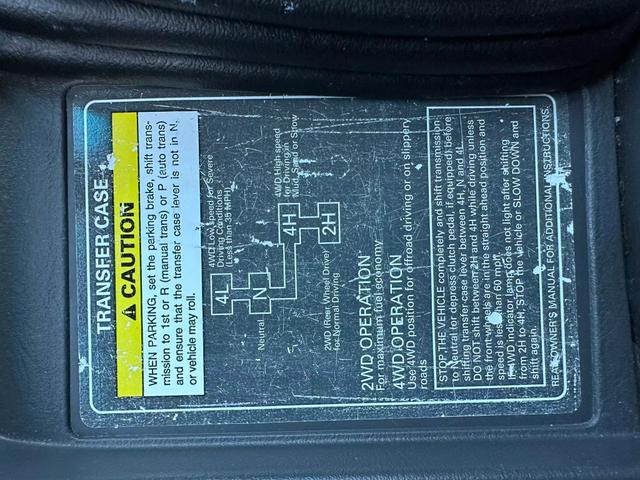 TRANSFER CASE
CAUTION
WHEN PARKING, set the parking brake, shift trans-
mission to 1st or R (manual trans) or P (auto trans)
and ensure that the transfer case lever is not in N,
or vehicle may roll.
4WD Low speed for Severe
Driving Conditions
(Less than 35 MPH)
4L
Neutral
N
4WD High speed
for Driving in
Mud, Sand or Snow
4H
2H
2WD (Rear Wheel Drive)
for Normal Driving
2WD OPERATION
For maximum fuel economy
4WD OPERATION
Use 4WD position for offroad driving or on slippery
roads
STOP THE VEHICLE completely and shift transmission
to Neutral (or depress clutch pedal, if equipped) before
shifting transfer case lever between 4H, N and 4L.
DO NOT shift between 2H and 4H while driving unless
the front wheels are in the straight ahead position and
speed is less than 60 mph.
If 4WD indicator lamp does not light after shifting
from 2H to 4H, STOP the vehicle or SLOW DOWN and
shift again.
READ OWNER'S MANUAL FOR ADDITIONAL INSTRUCTIONS.